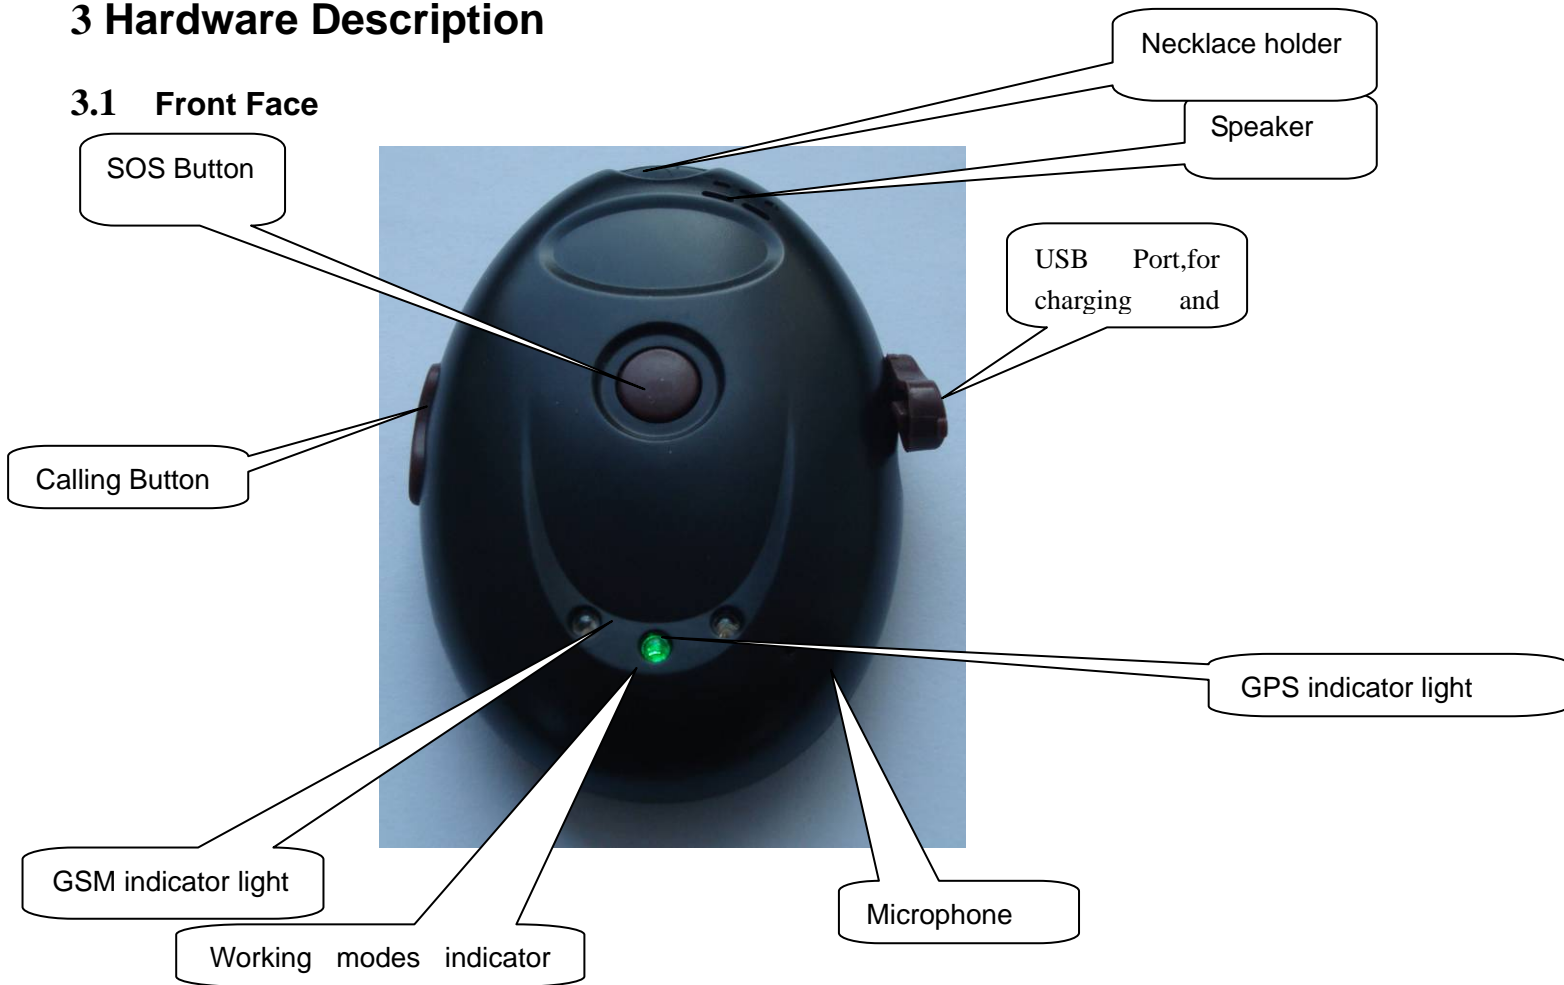 3 Hardware Description
3.1 Front Face
Necklace holder
Speaker
SOS Button
USB Port,for
charging and
Calling Button
GPS indicator light
GSM indicator light
Microphone
Working modes indicator